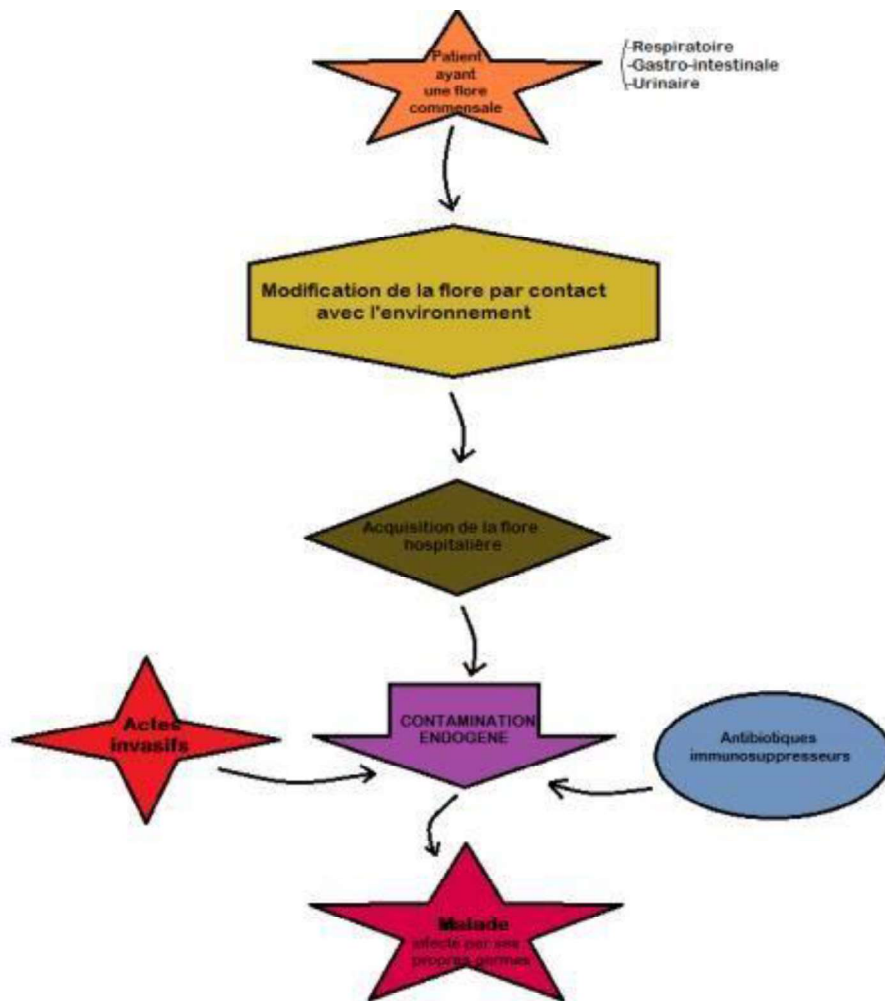 Patient
ayant
une flore
commensale
-Respiratoire
-Gastro-intestinale
-Urinaire
Modification de la flore par contact
avec l'environnement
Acquisition de la flore
hospitalière
Actes
invasifs
CONTAMINATION
ENDOGENE
Antibiotiques
immunosuppresseurs
Malade
ifecté par ses
propres germes